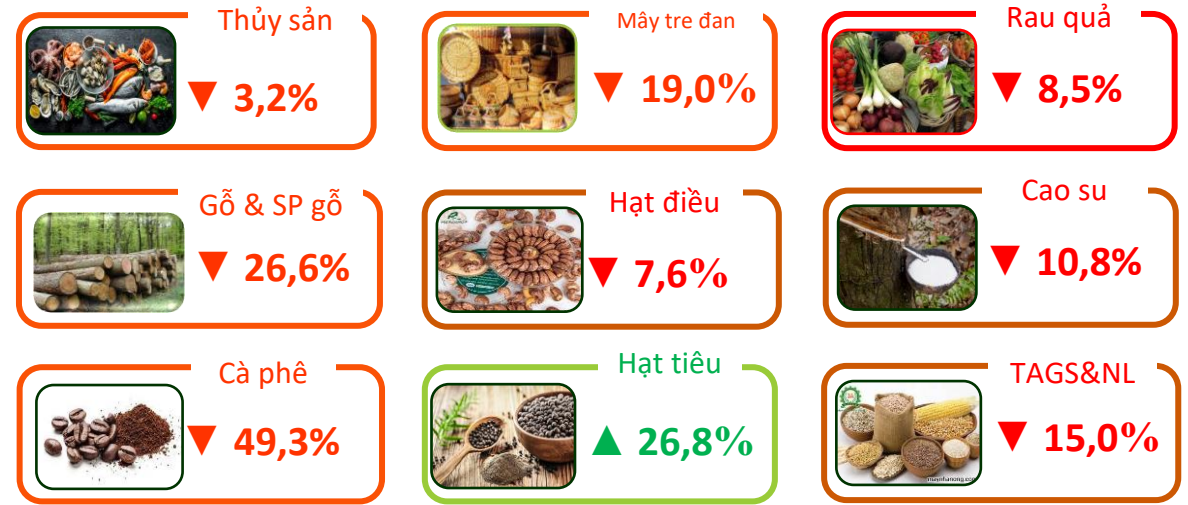 Thủy sản
▼ 3,2%
Mây tre đan
▼ 19,0%
Rau quả
▼ 8,5%
Gỗ & SP gỗ
▼ 26,6%
Hạt điều
▼ 7,6%
Cao su
▼ 10,8%
Cà phê
▼ 49,3%
Hạt tiêu
▲ 26,8%
TAGS&NL
▼ 15,0%